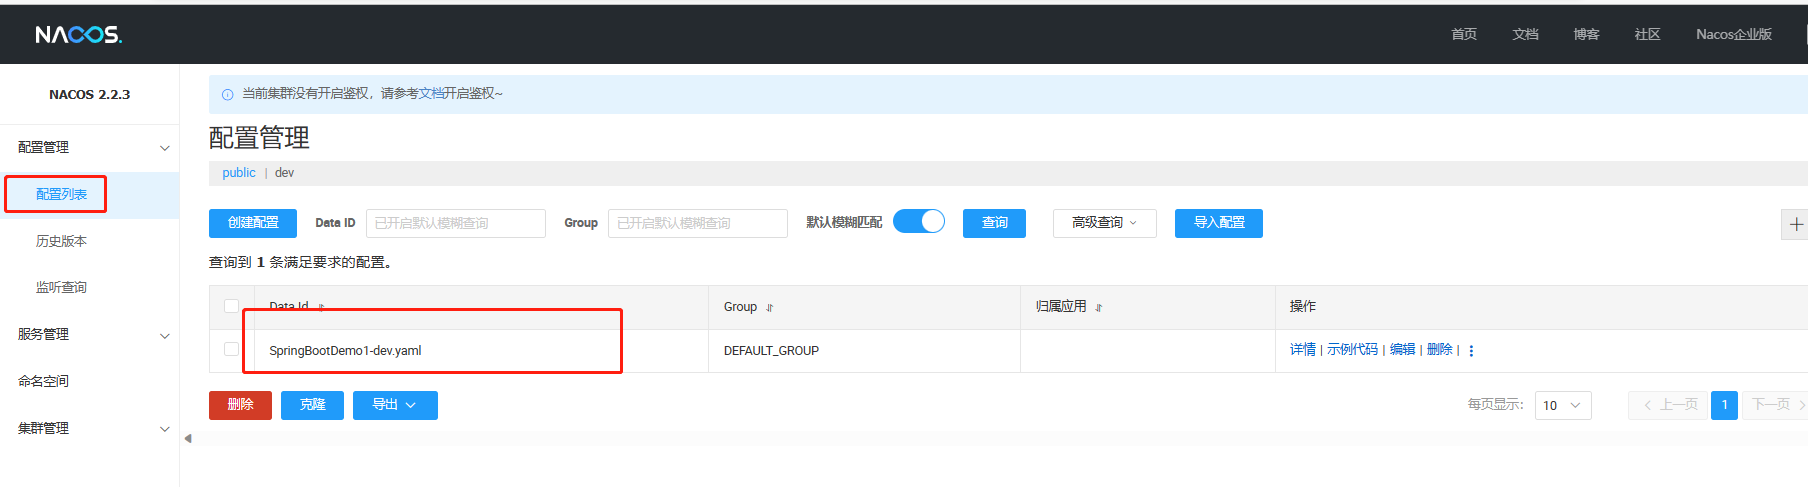 NACOS.
首页 文档 博客 社区 Nacos企业版
NACOS 2.2.3
配置管理
配置列表
历史版本
监听查询
服务管理
命名空间
集群管理
当前集群没有开启鉴权，请参考文档开启鉴权~
配置管理
public | dev
创建配置 Data ID 已开启默认模糊查询 Group 已开启默认模糊查询 默认模糊匹配 查询 高级查询 导入配置
查询到 1 条满足要求的配置。
Data Id Group 归属应用 操作
SpringBootDemo1-dev.yaml DEFAULT_GROUP 详情 | 示例代码 | 编辑 | 删除 |
删除 克隆 导出 每页显示: 10 上一页 1 下一页